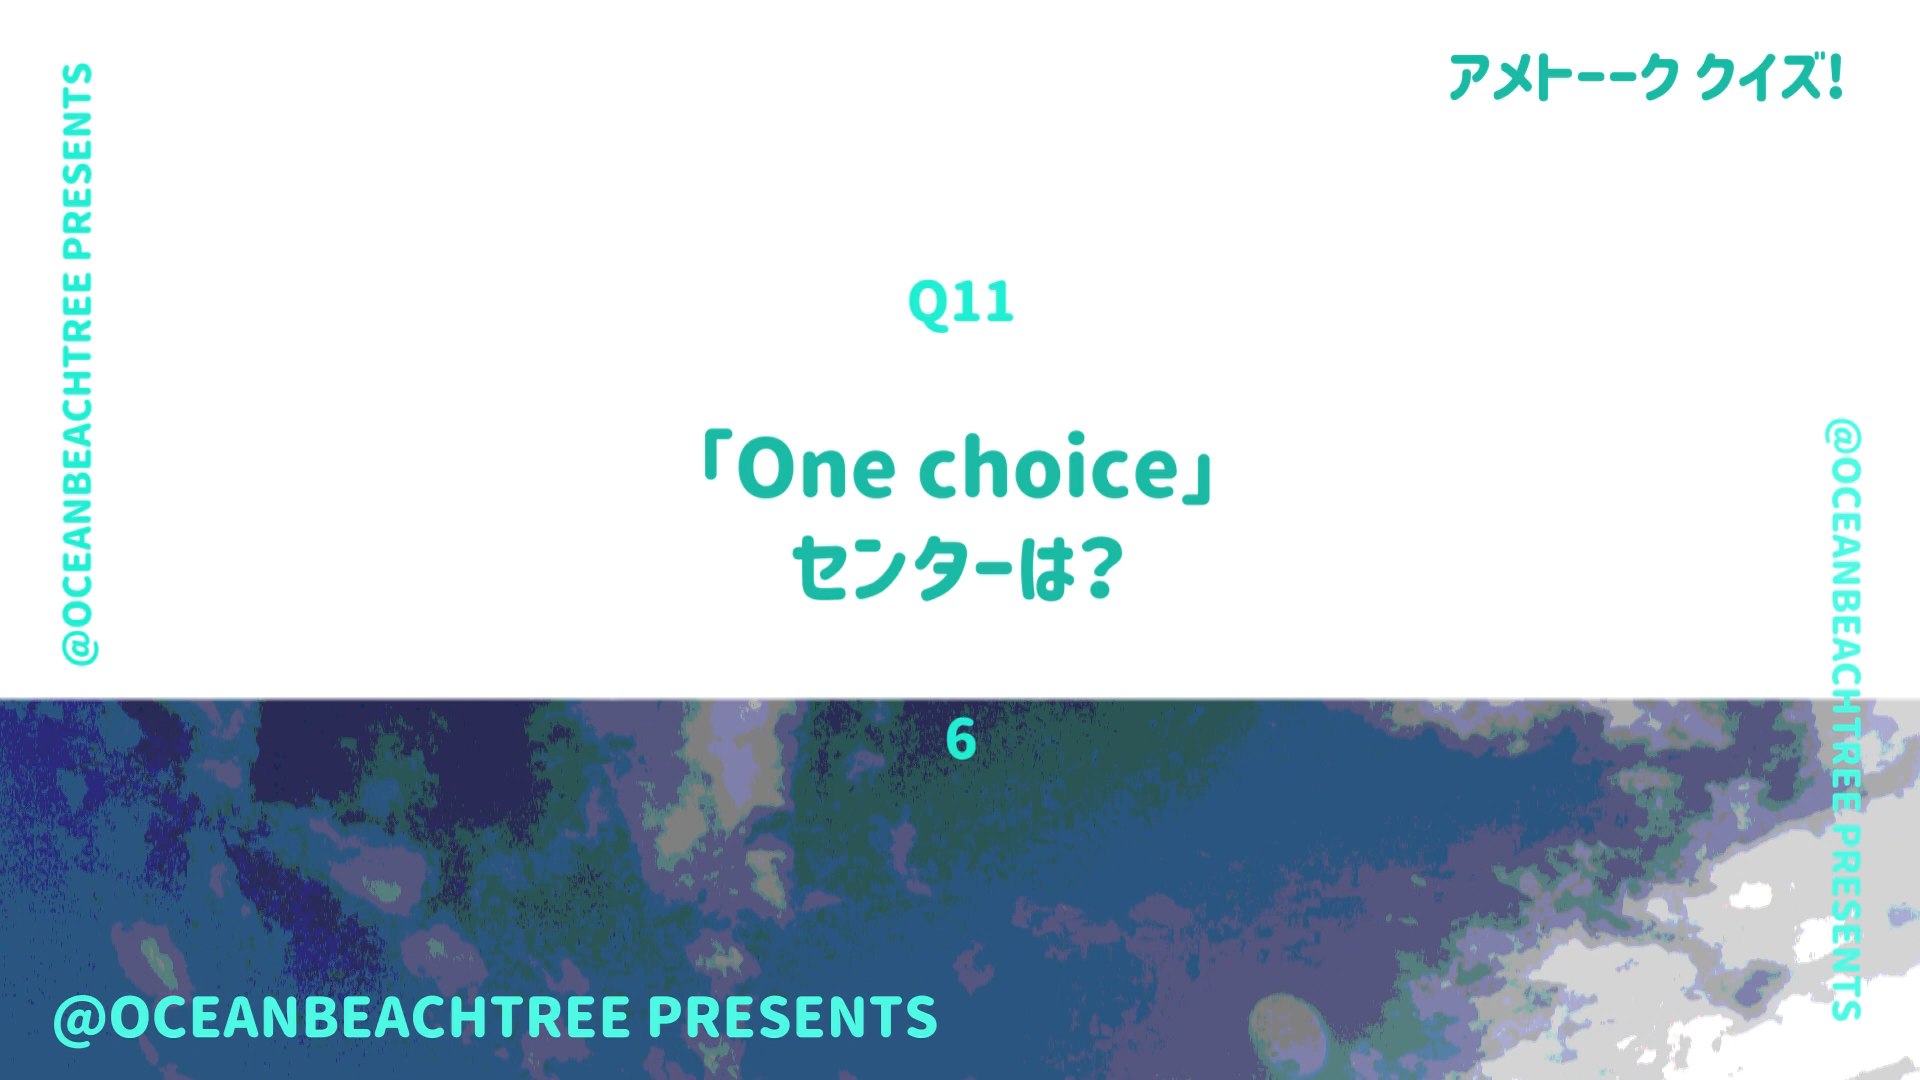 アメトーーク クイズ!
@OCEANBEACHTREE PRESENTS
Q11
「One choice」
センターは?
@OCEANBEACHTREE PRESENTS
6
@OCEANBEACHTREE PRESENTS